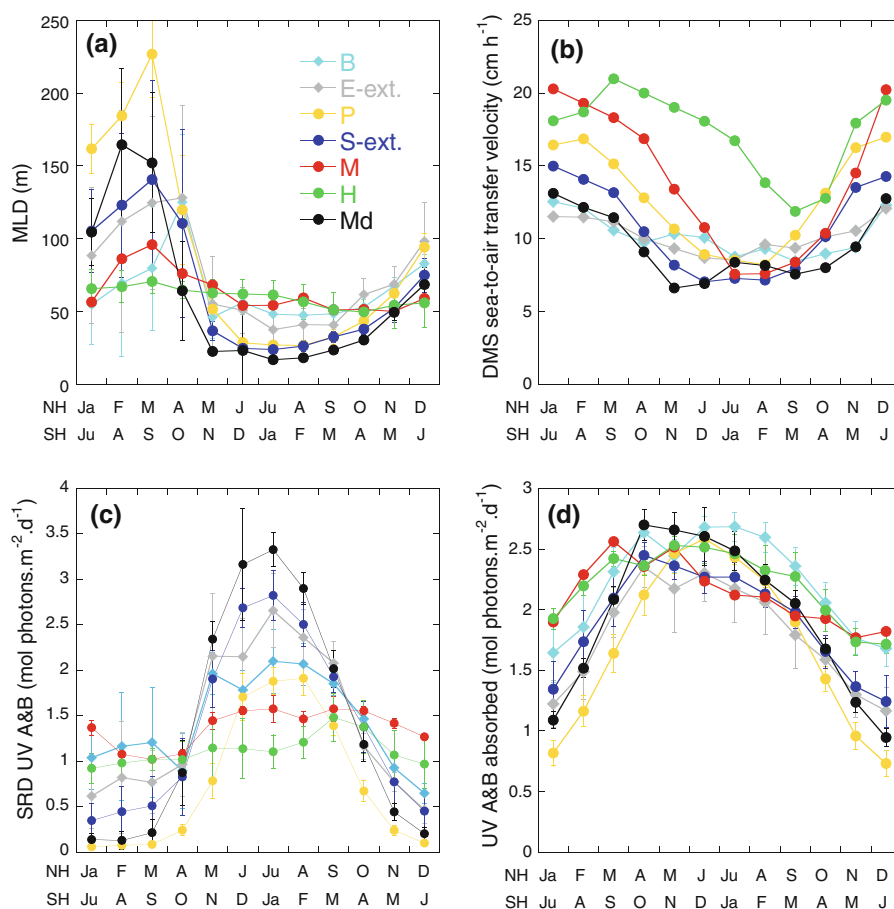 (a)
B
E-ext.
P
S-ext.
M
H
Md
MLD (m)
250
200
150
100
50
0
NH Ja F M A M J Ju A S O N D
SH Ju A S O N D Ja F M A M J
(b)
DMS sea-to-air transfer velocity (cm h⁻¹)
25
20
15
10
5
0
NH Ja F M A M J Ju A S O N D
SH Ju A S O N D Ja F M A M J
(c)
SRD UV A&B (mol photons.m⁻².d⁻¹)
4
3.5
3
2.5
2
1.5
1
0.5
0
NH Ja F M A M J Ju A S O N D
SH Ju A S O N D Ja F M A M J
(d)
UV A&B absorbed (mol photons.m⁻².d⁻¹)
3
2.5
2
1.5
1
0.5
0
NH Ja F M A M J Ju A S O N D
SH Ju A S O N D Ja F M A M J